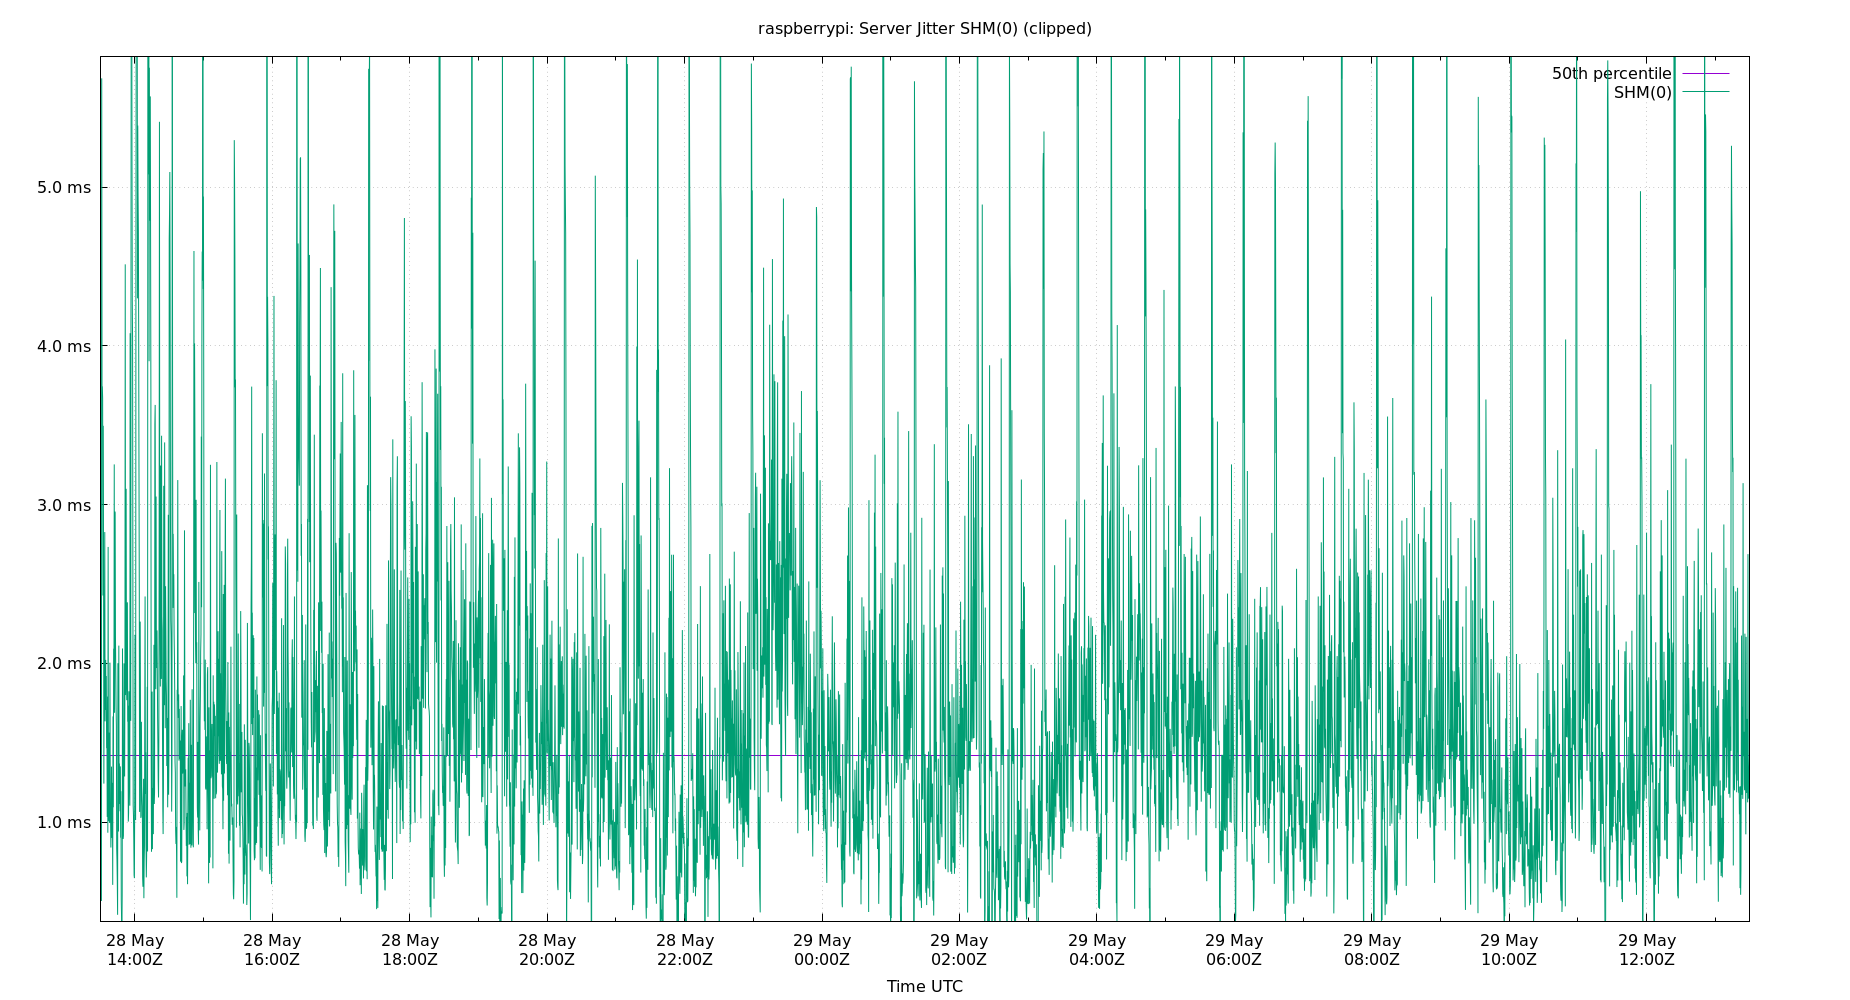 raspberrypi: Server Jitter SHM(0) (clipped)
50th percentile
SHM(0)
5.0 ms
4.0 ms
3.0 ms
2.0 ms
1.0 ms
28 May 28 May 28 May 28 May 28 May 29 May 29 May 29 May 29 May 29 May 29 May 29 May
14:00Z 16:00Z 18:00Z 20:00Z 22:00Z 00:00Z 02:00Z 04:00Z 06:00Z 08:00Z 10:00Z 12:00Z
Time UTC